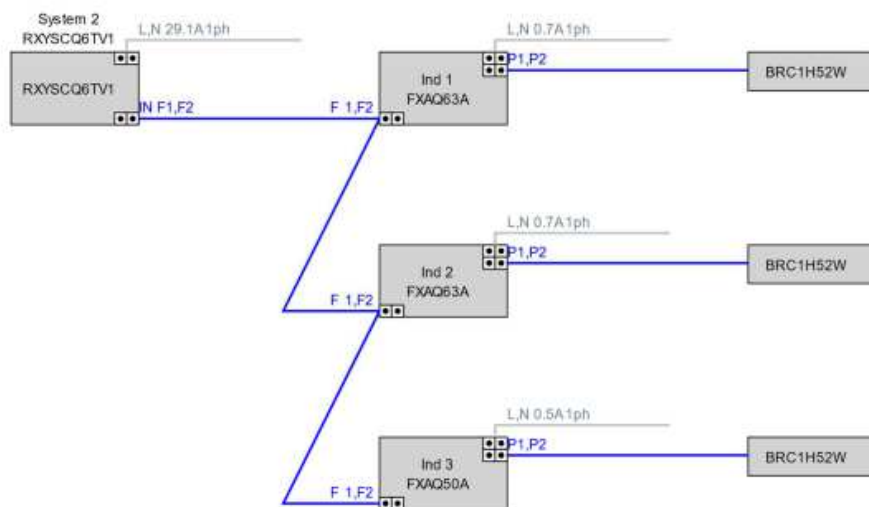 System 2
RXYSCQ6TV1
L,N 29.1A1ph
RXYSCQ6TV1
IN F1,F2
L,N 0.7A1ph
P1,P2
Ind 1
FXAQ63A
F 1,F2
BRC1H52W
L,N 0.7A1ph
P1,P2
Ind 2
FXAQ63A
F 1,F2
BRC1H52W
L,N 0.5A1ph
P1,P2
Ind 3
FXAQ50A
F 1,F2
BRC1H52W